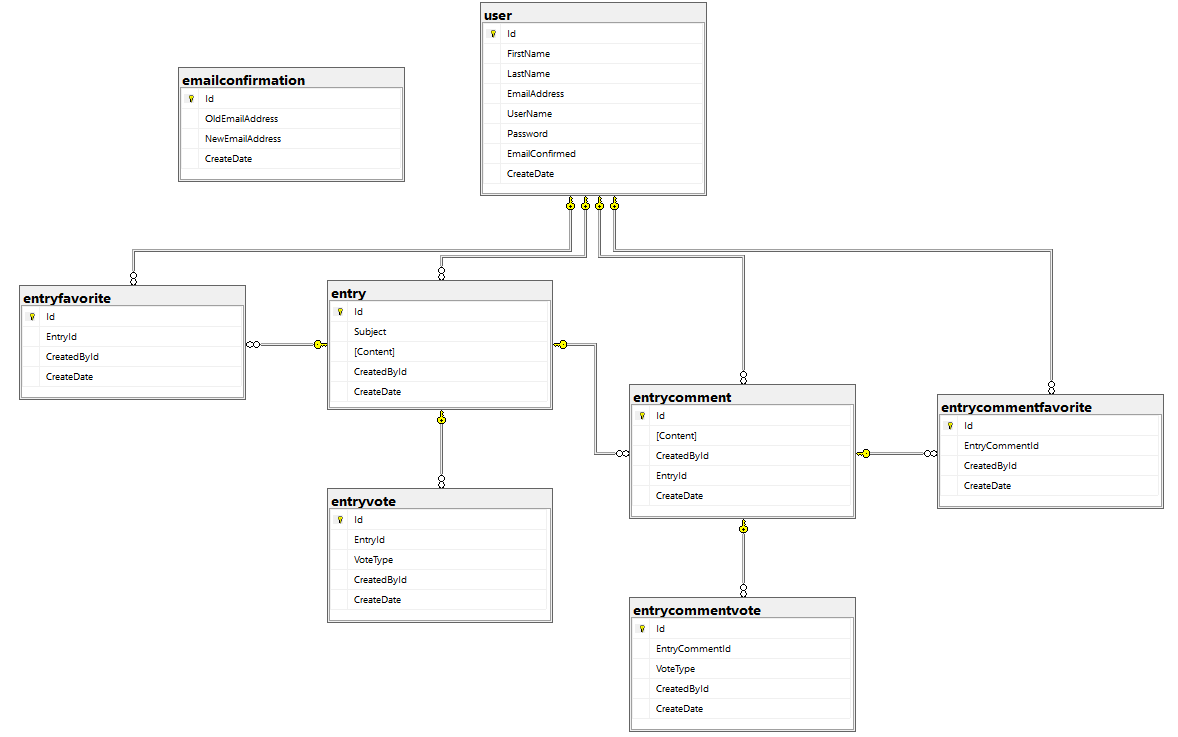 user
Id
FirstName
LastName
EmailAddress
UserName
Password
EmailConfirmed
CreateDate
emailconfirmation
Id
OldEmailAddress
NewEmailAddress
CreateDate
entryfavorite
Id
EntryId
CreatedById
CreateDate
entry
Id
Subject
[Content]
CreatedById
CreateDate
entrycomment
Id
[Content]
CreatedById
EntryId
CreateDate
entrycommentfavorite
Id
EntryCommentId
CreatedById
CreateDate
entryvote
Id
EntryId
VoteType
CreatedById
CreateDate
entrycommentvote
Id
EntryCommentId
VoteType
CreatedById
CreateDate